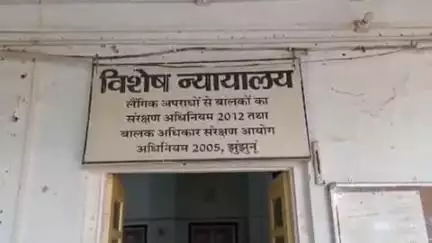 विशेष न्यायालय
लैंगिक अपराधों से बालकों का
संरक्षण अधिनियम 2012 तथा
बालक अधिकार संरक्षण आयोग
अधिनियम 2005, झुंझुनूं